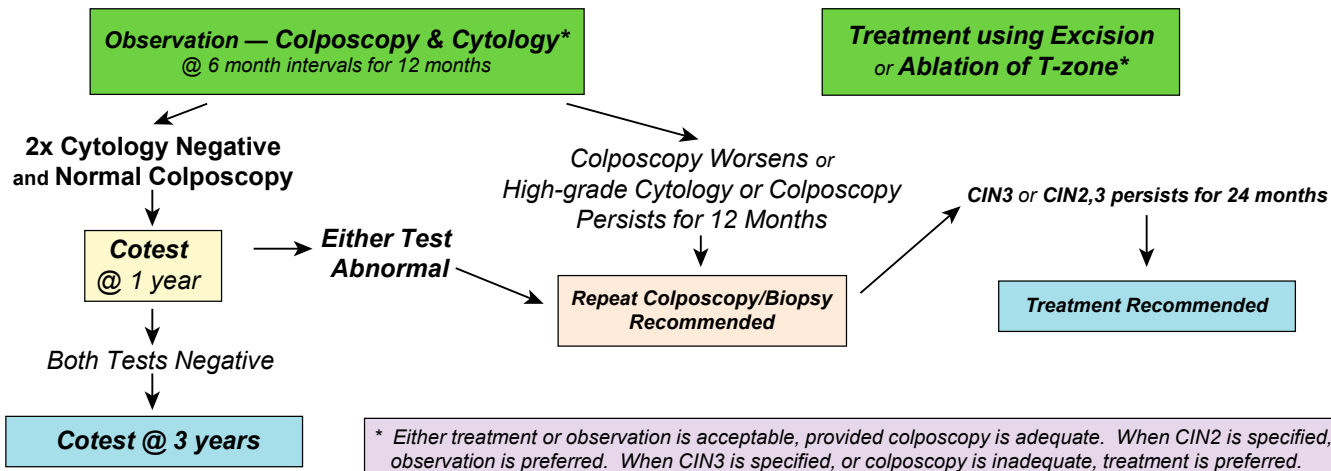 Observation — Colposcopy & Cytology*
@ 6 month intervals for 12 months
Treatment using Excision
or Ablation of T-zone*
2x Cytology Negative
and Normal Colposcopy
Colposcopy Worsens or
High-grade Cytology or Colposcopy
Persists for 12 Months
CIN3 or CIN2,3 persists for 24 months
Cotest
@ 1 year
Either Test
Abnormal
Repeat Colposcopy/Biopsy
Recommended
Treatment Recommended
Both Tests Negative
Cotest @ 3 years
* Either treatment or observation is acceptable, provided colposcopy is adequate. When CIN2 is specified,
observation is preferred. When CIN3 is specified, or colposcopy is inadequate, treatment is preferred.